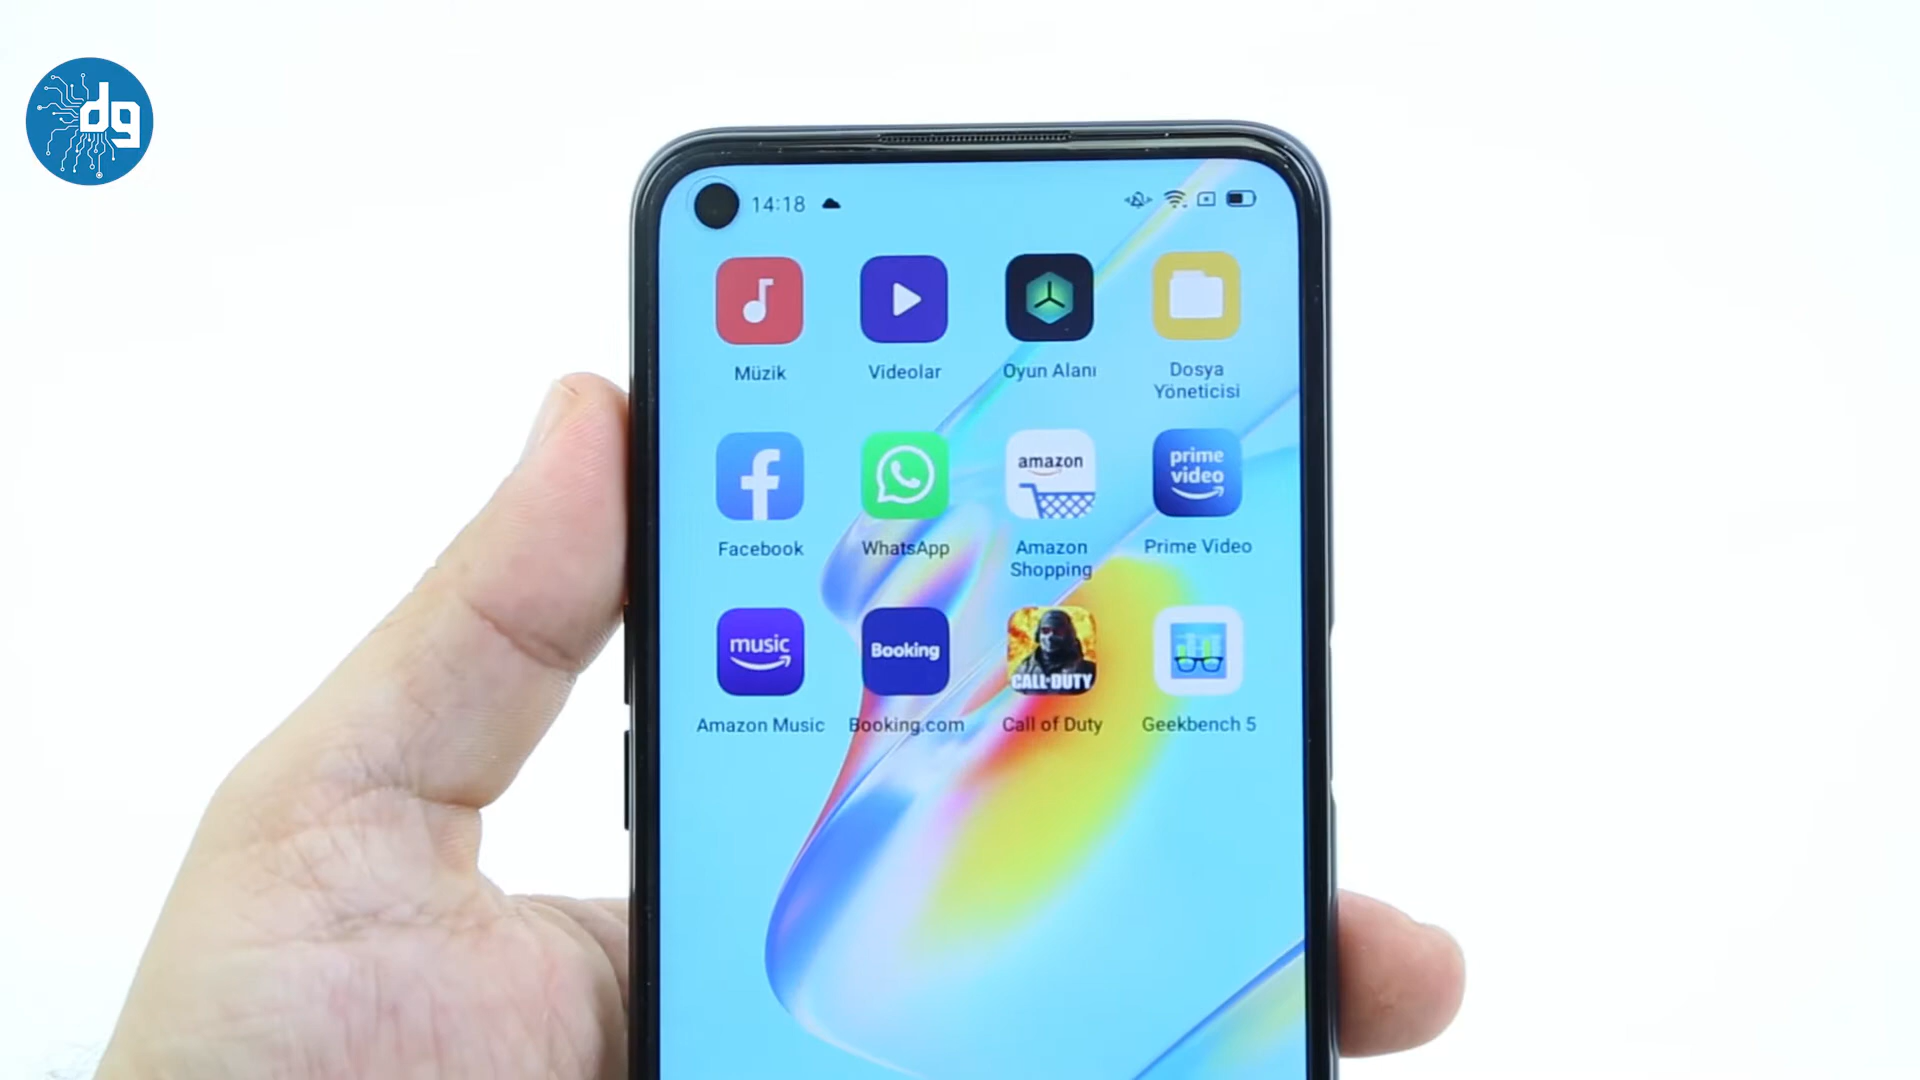 dg
14:18
Müzik
Videolar
Oyun Alanı
Dosya
Yöneticisi
amazon
prime
video
Facebook
WhatsApp
Amazon
Shopping
Prime Video
music
Booking
CALL OF DUTY
Amazon Music
Booking.com
Call of Duty
Geekbench 5